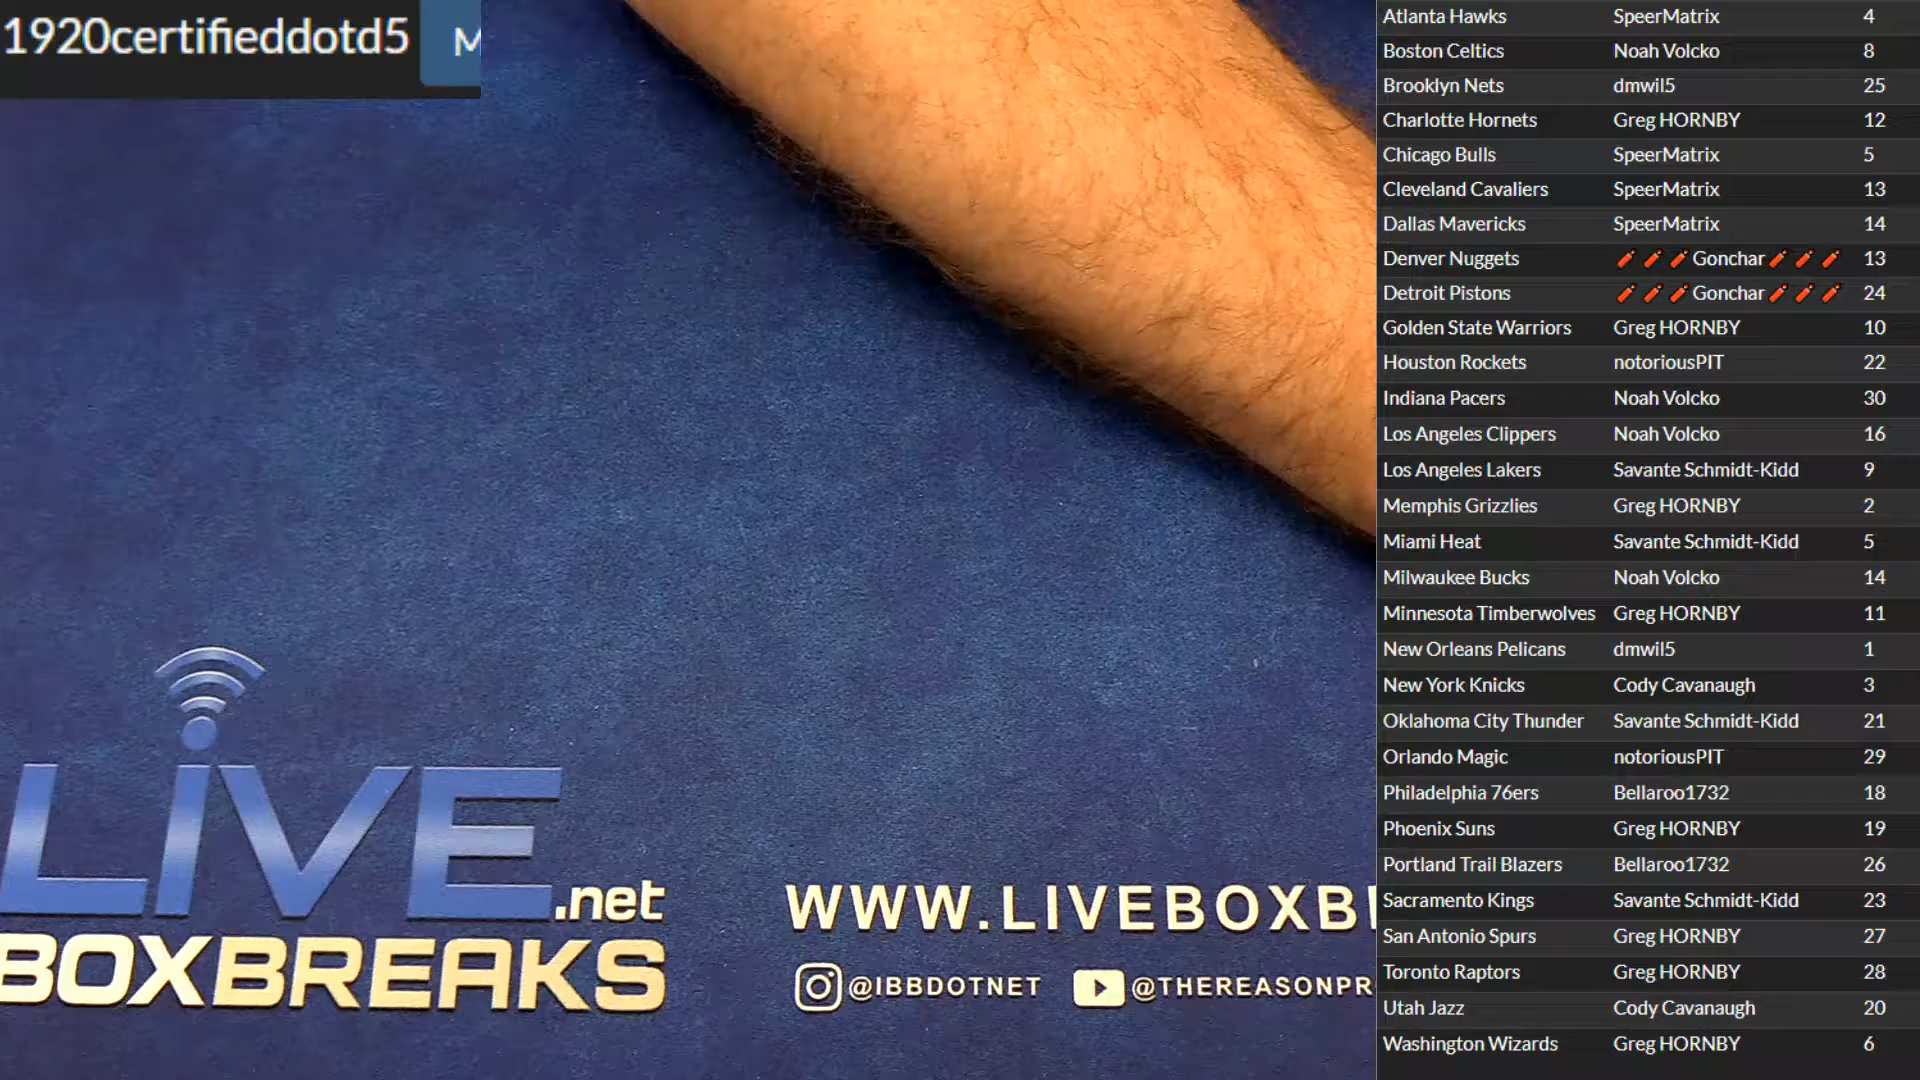 1920certifieddotd5
Atlanta Hawks SpeerMatrix 4
Boston Celtics Noah Volcko 8
Brooklyn Nets dmwil5 25
Charlotte Hornets Greg HORNBY 12
Chicago Bulls SpeerMatrix 5
Cleveland Cavaliers SpeerMatrix 13
Dallas Mavericks SpeerMatrix 14
Denver Nuggets 🧨🧨🧨Gonchar🧨🧨🧨 13
Detroit Pistons 🧨🧨🧨Gonchar🧨🧨🧨 24
Golden State Warriors Greg HORNBY 10
Houston Rockets notoriousPIT 22
Indiana Pacers Noah Volcko 30
Los Angeles Clippers Noah Volcko 16
Los Angeles Lakers Savante Schmidt-Kidd 9
Memphis Grizzlies Greg HORNBY 2
Miami Heat Savante Schmidt-Kidd 5
Milwaukee Bucks Noah Volcko 14
Minnesota Timberwolves Greg HORNBY 11
New Orleans Pelicans dmwil5 1
New York Knicks Cody Cavanaugh 3
Oklahoma City Thunder Savante Schmidt-Kidd 21
Orlando Magic notoriousPIT 29
Philadelphia 76ers Bellaroo1732 18
Phoenix Suns Greg HORNBY 19
Portland Trail Blazers Bellaroo1732 26
Sacramento Kings Savante Schmidt-Kidd 23
San Antonio Spurs Greg HORNBY 27
Toronto Raptors Greg HORNBY 28
Utah Jazz Cody Cavanaugh 20
Washington Wizards Greg HORNBY 6
LiVE.net
BOXBREAKS
WWW.LIVEBOXB
@IBBDOTNET @THEREASONPR